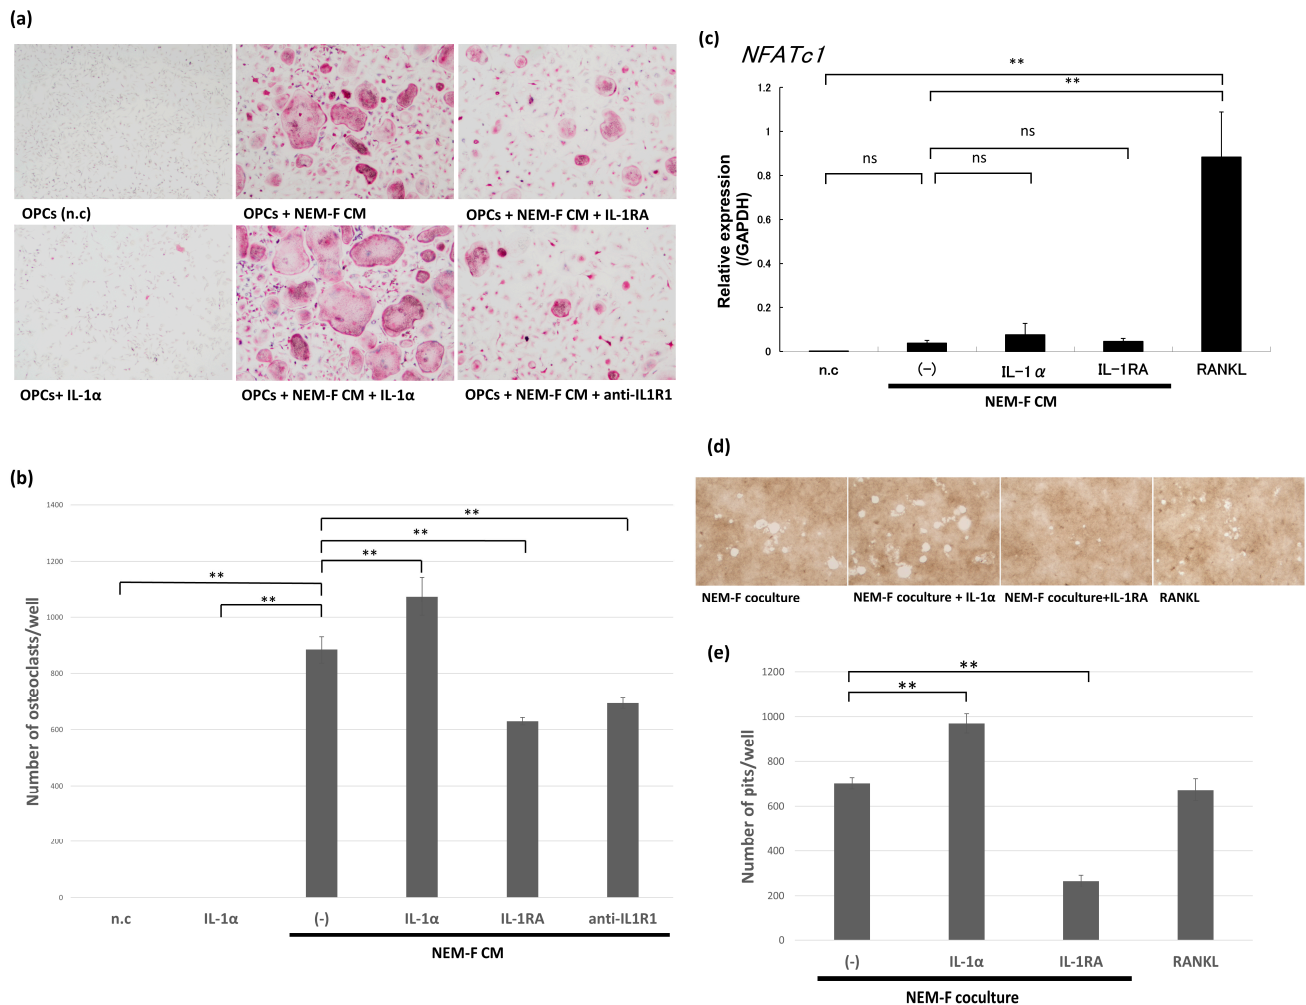 (a)
OPCs (n.c)
OPCs + NEM-F CM
OPCs + NEM-F CM + IL-1RA
OPCs+ IL-1α
OPCs + NEM-F CM + IL-1α
OPCs + NEM-F CM + anti-IL1R1
(b)
Number of osteoclasts/well
1400
1200
1000
800
600
400
200
0
**
**
**
**
**
n.c
IL-1α
(-)
IL-1α
IL-1RA
anti-IL1R1
NEM-F CM
(c)
NFATc1
Relative expression
(/GAPDH)
1.2
1
0.8
0.6
0.4
0.2
0
**
**
ns
ns
ns
n.c
(−)
IL−1α
IL−1RA
RANKL
NEM-F CM
(d)
NEM-F coculture
NEM-F coculture + IL-1α
NEM-F coculture+IL-1RA
RANKL
(e)
Number of pits/well
1200
1000
800
600
400
200
0
**
**
(-)
IL-1α
IL-1RA
RANKL
NEM-F coculture